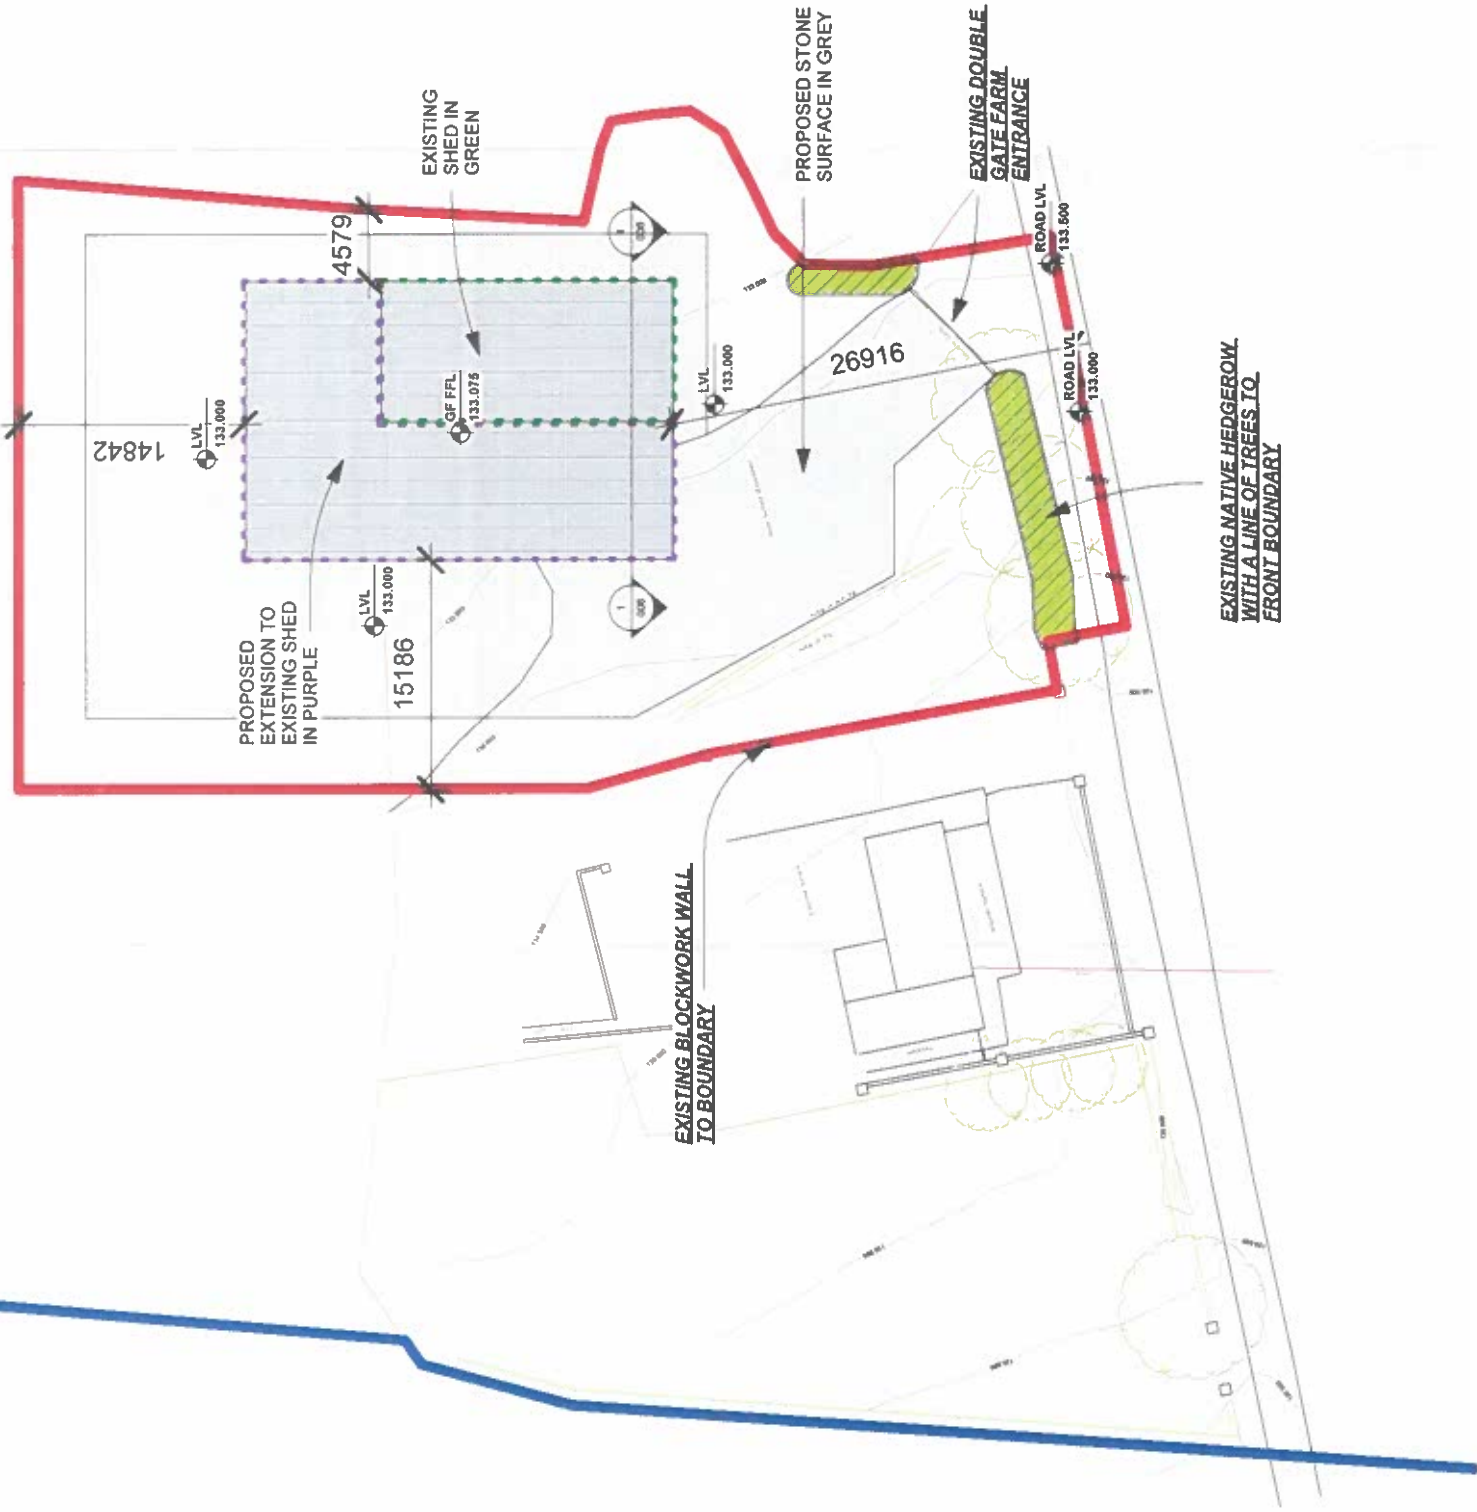 14842
LVL
133.000
4579
EXISTING
SHED IN
GREEN
PROPOSED STONE
SURFACE IN GREY
EXISTING DOUBLE
GATE FARM
ENTRANCE
ROAD LVL
133.500
GF FFL
133.075
LVL
133.000
26916
ROAD LVL
133.000
1
1
LVL
133.000
PROPOSED
EXTENSION TO
EXISTING SHED
IN PURPLE
15186
EXISTING NATIVE HEDGEROW
WITH A LINE OF TREES TO
FRONT BOUNDARY
EXISTING BLOCKWORK WALL
TO BOUNDARY